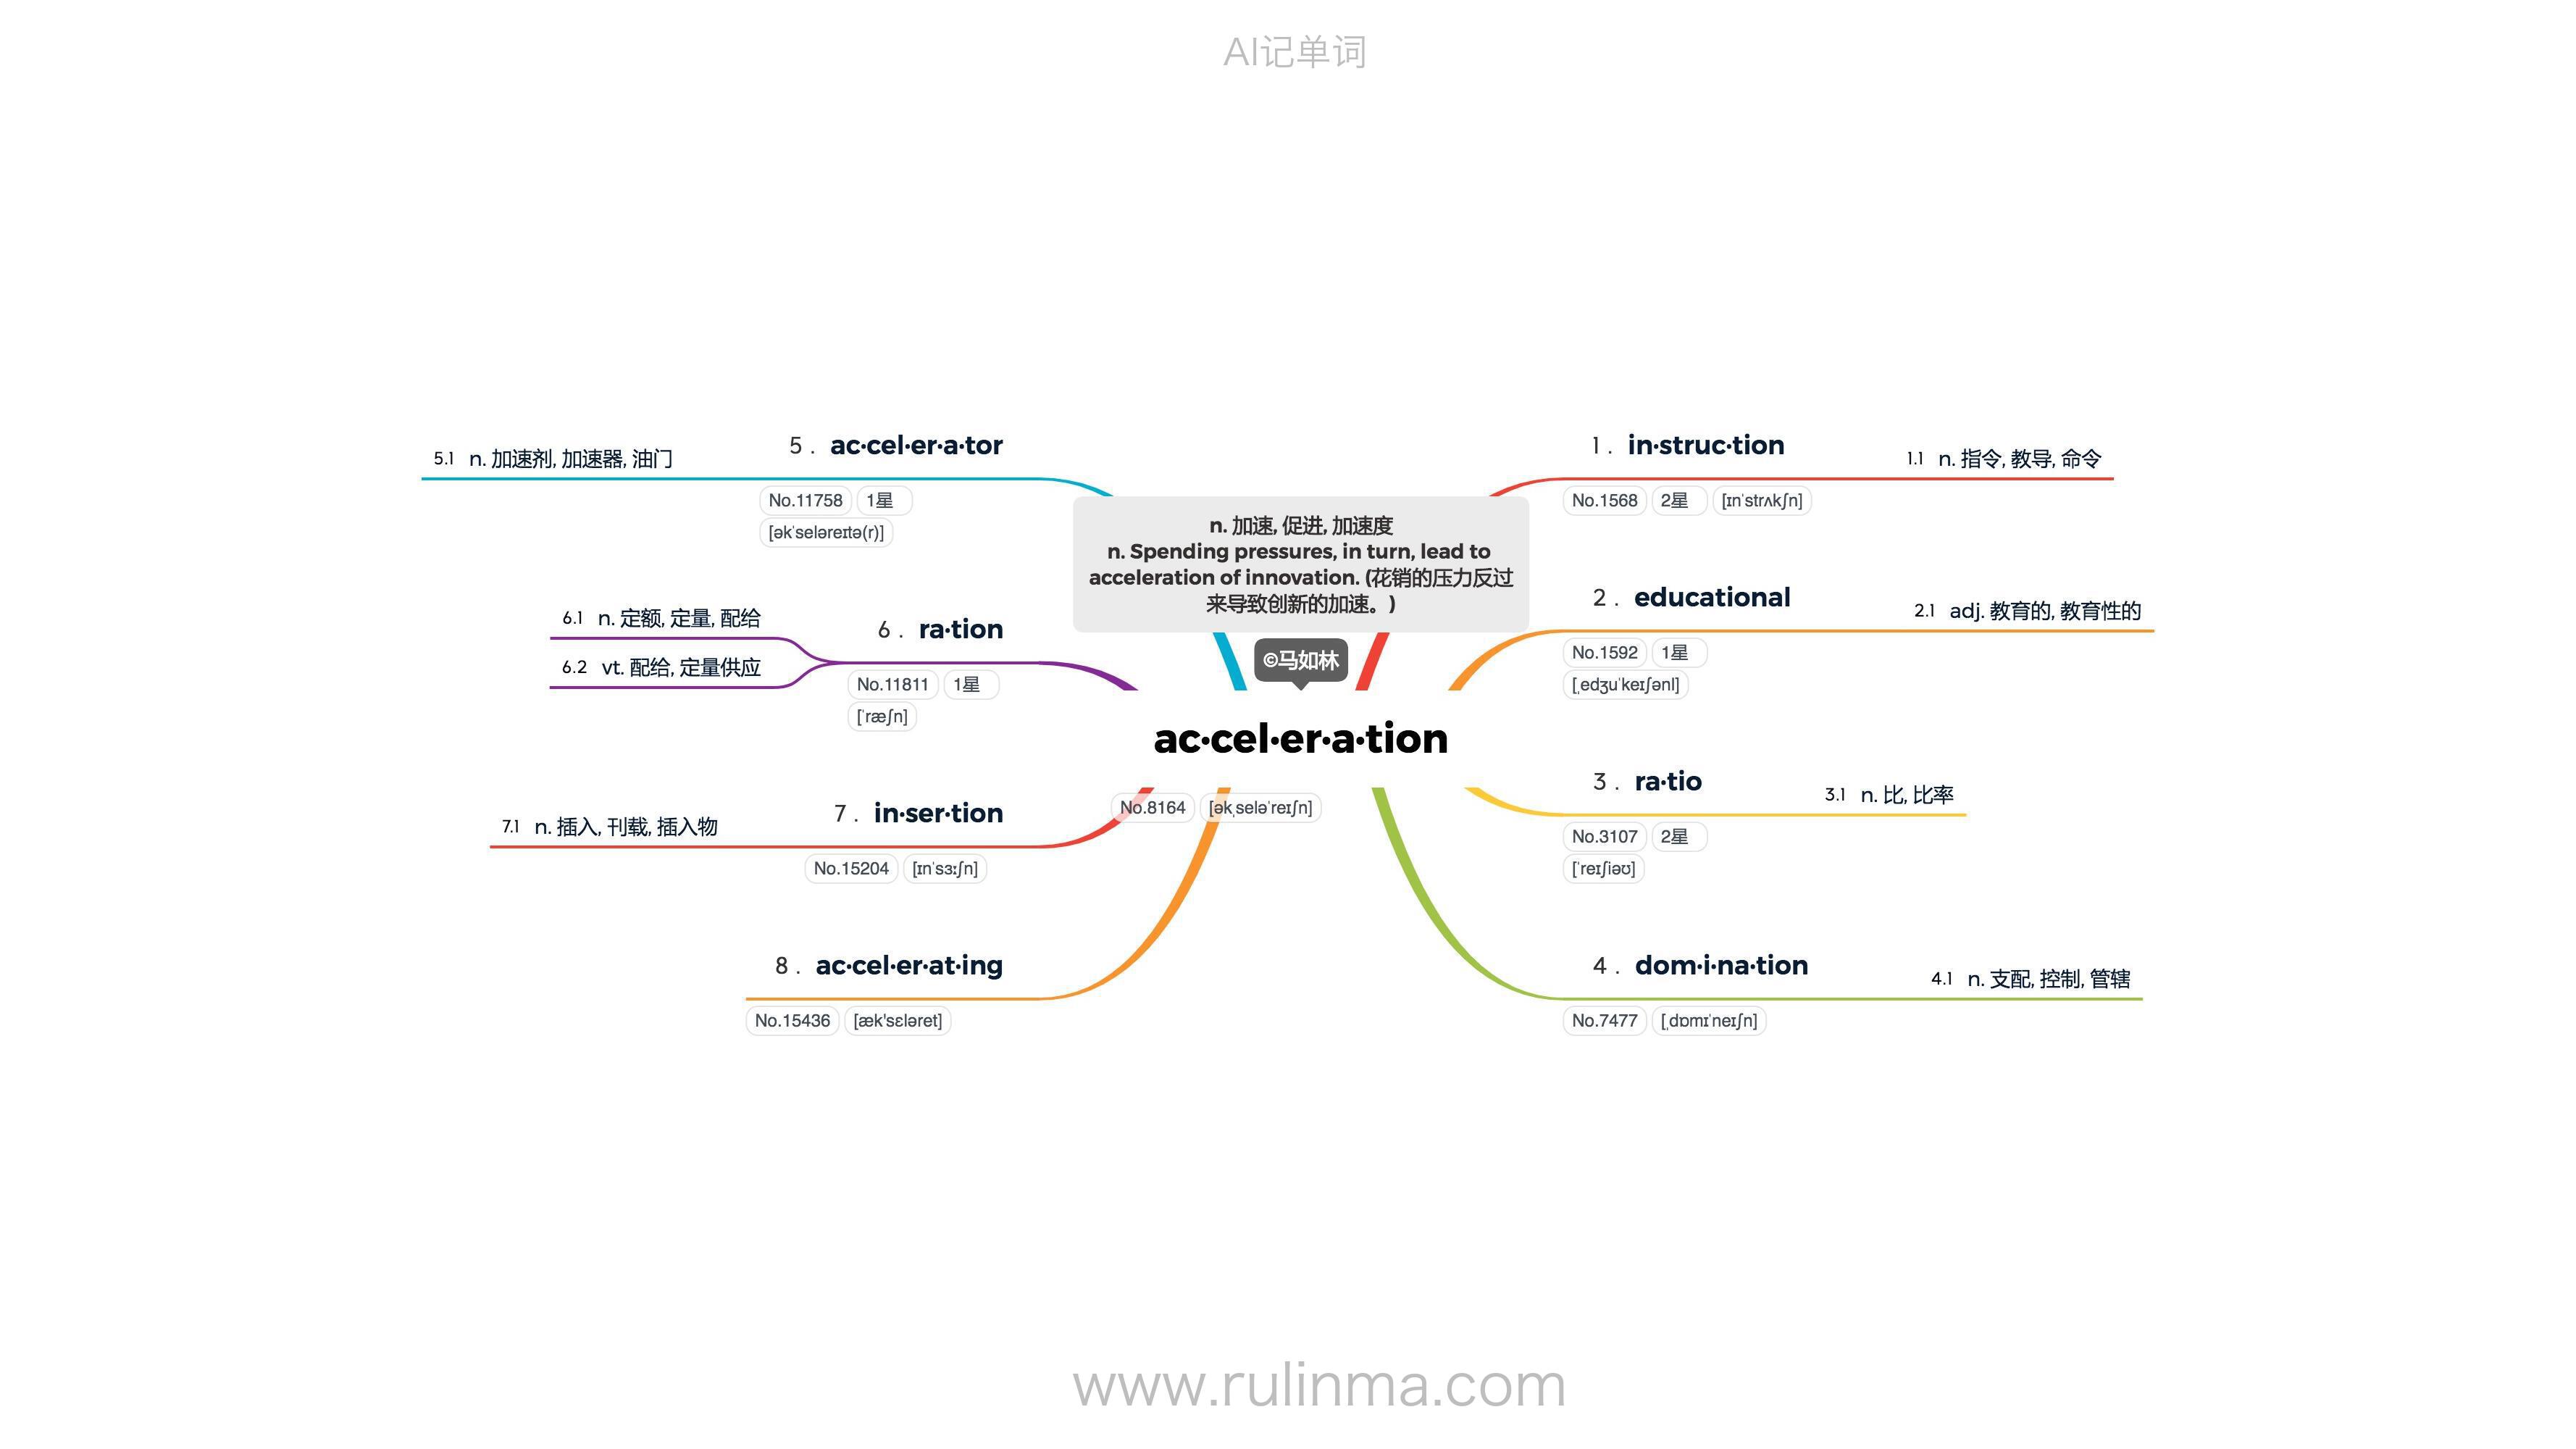 AI记单词
n. 加速, 促进, 加速度
n. Spending pressures, in turn, lead to
acceleration of innovation. (花销的压力反过
来导致创新的加速。)
©马如林
ac·cel·er·a·tion
No.8164 [əkˌseləˈreɪʃn]
1 . in·struc·tion
No.1568 2星 [ɪnˈstrʌkʃn]
1.1 n. 指令, 教导, 命令
2 . educational
No.1592 1星
[ˌedʒuˈkeɪʃənl]
2.1 adj. 教育的, 教育性的
3 . ra·tio
No.3107 2星
[ˈreɪʃiəʊ]
3.1 n. 比, 比率
4 . dom·i·na·tion
No.7477 [ˌdɒmɪˈneɪʃn]
4.1 n. 支配, 控制, 管辖
5 . ac·cel·er·a·tor
No.11758 1星
[əkˈseləreɪtə(r)]
5.1 n. 加速剂, 加速器, 油门
6 . ra·tion
No.11811 1星
[ˈræʃn]
6.1 n. 定额, 定量, 配给
6.2 vt. 配给, 定量供应
7 . in·ser·tion
No.15204 [ɪnˈsɜːʃn]
7.1 n. 插入, 刊载, 插入物
8 . ac·cel·er·at·ing
No.15436 [æk'sɛləret]
www.rulinma.com